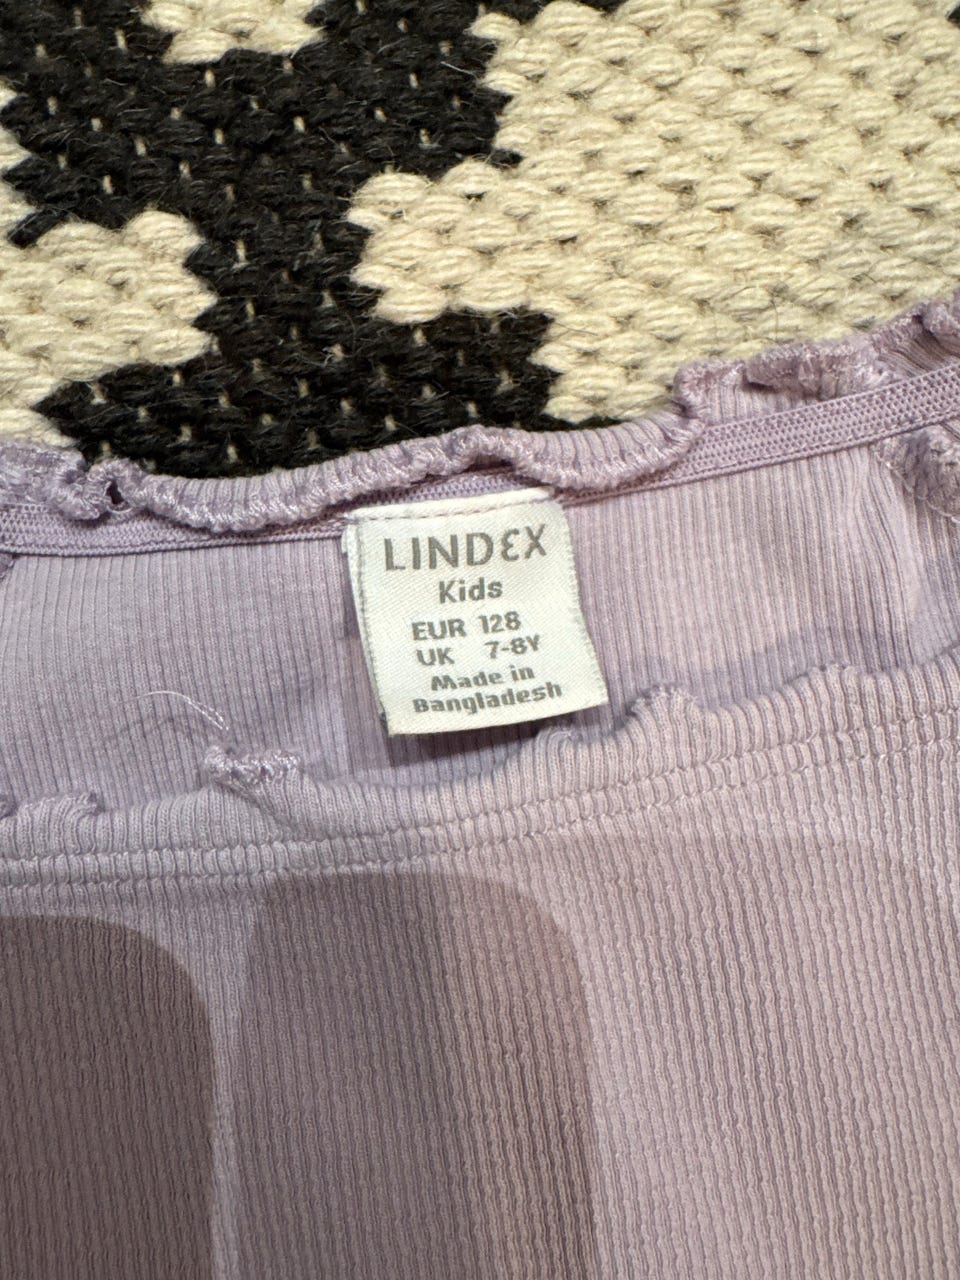 LINDEX
Kids
EUR 128
UK 7-8Y
Made in
Bangladesh